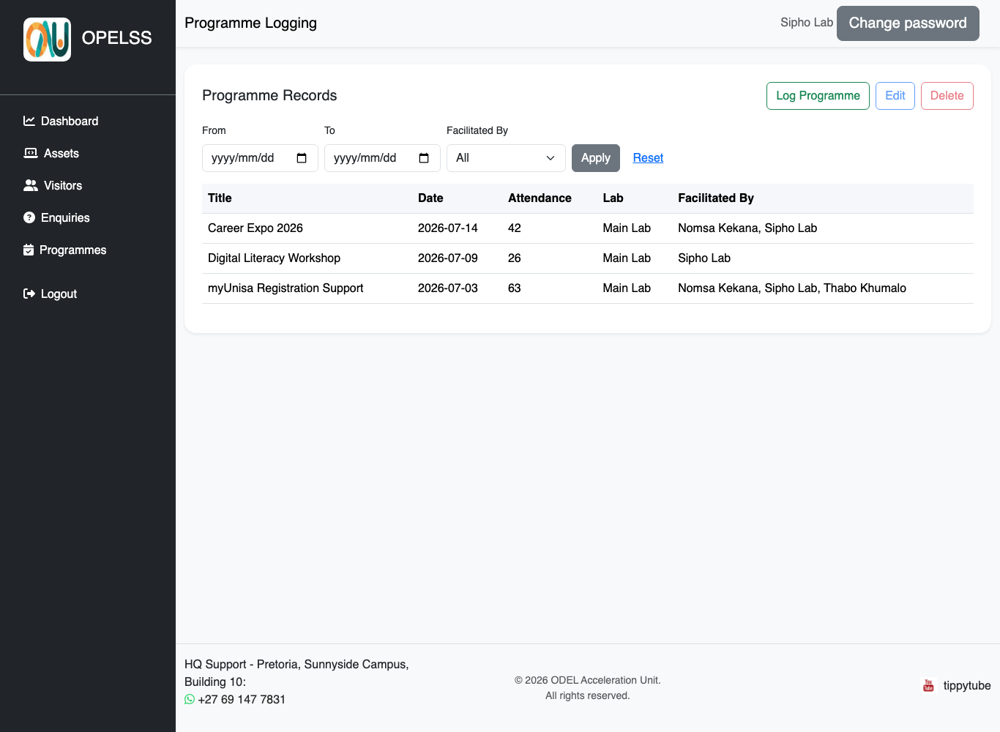 OPELSS
Programme Logging
Sipho Lab
Change password
Dashboard
Assets
Visitors
Enquiries
Programmes
Logout
Programme Records
Log Programme
Edit
Delete
From
To
Facilitated By
yyyy/mm/dd
yyyy/mm/dd
All
Apply
Reset
Title Date Attendance Lab Facilitated By
Career Expo 2026 2026-07-14 42 Main Lab Nomsa Kekana, Sipho Lab
Digital Literacy Workshop 2026-07-09 26 Main Lab Sipho Lab
myUnisa Registration Support 2026-07-03 63 Main Lab Nomsa Kekana, Sipho Lab, Thabo Khumalo
HQ Support - Pretoria, Sunnyside Campus,
Building 10:
+27 69 147 7831
© 2026 ODEL Acceleration Unit.
All rights reserved.
You
Tube
tippytube